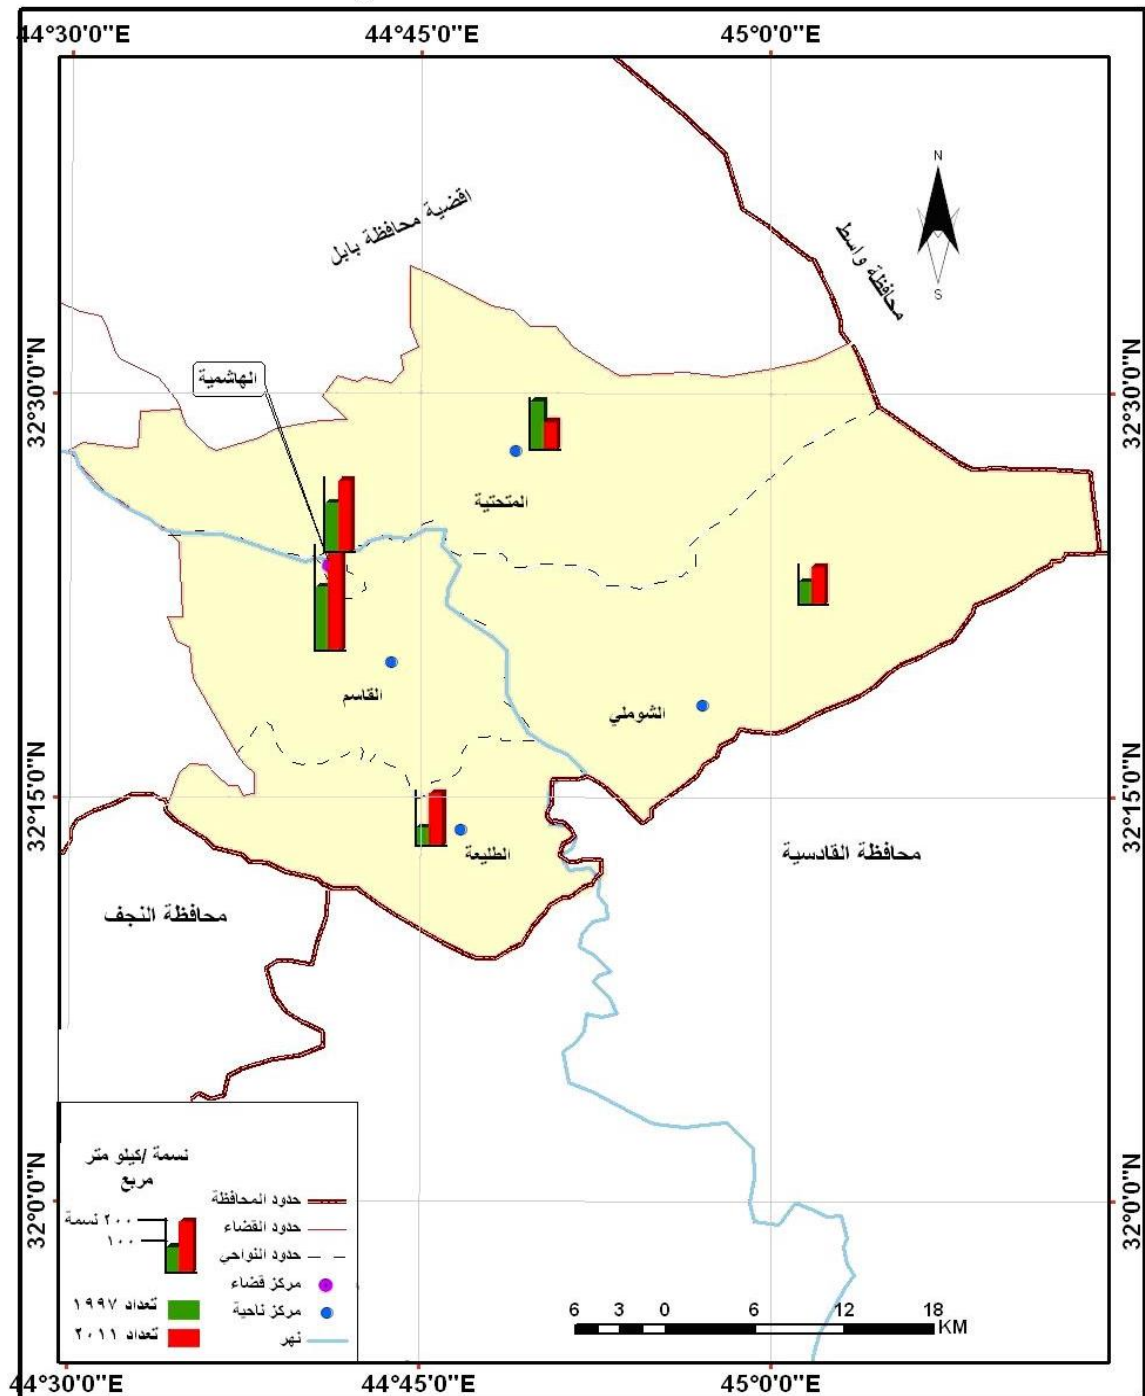 44°30'0"E
44°45'0"E
45°0'0"E
اقضية محافظة بابل
محافظة واسط
N
S
32°30'0"N
32°30'0"N
الهاشمية
المتحتية
القاسم
الشوملي
32°15'0"N
32°15'0"N
الطليعة
محافظة القادسية
محافظة النجف
نسمة /كيلو متر
مربع
٢٠٠ نسمة
١٠٠
تعداد ١٩٩٧
تعداد ٢٠١١
حدود المحافظة
حدود القضاء
حدود النواحي
مركز قضاء
مركز ناحية
نهر
32°0'0"N
32°0'0"N
6 3 0 6 12 18
KM
44°30'0"E
44°45'0"E
45°0'0"E